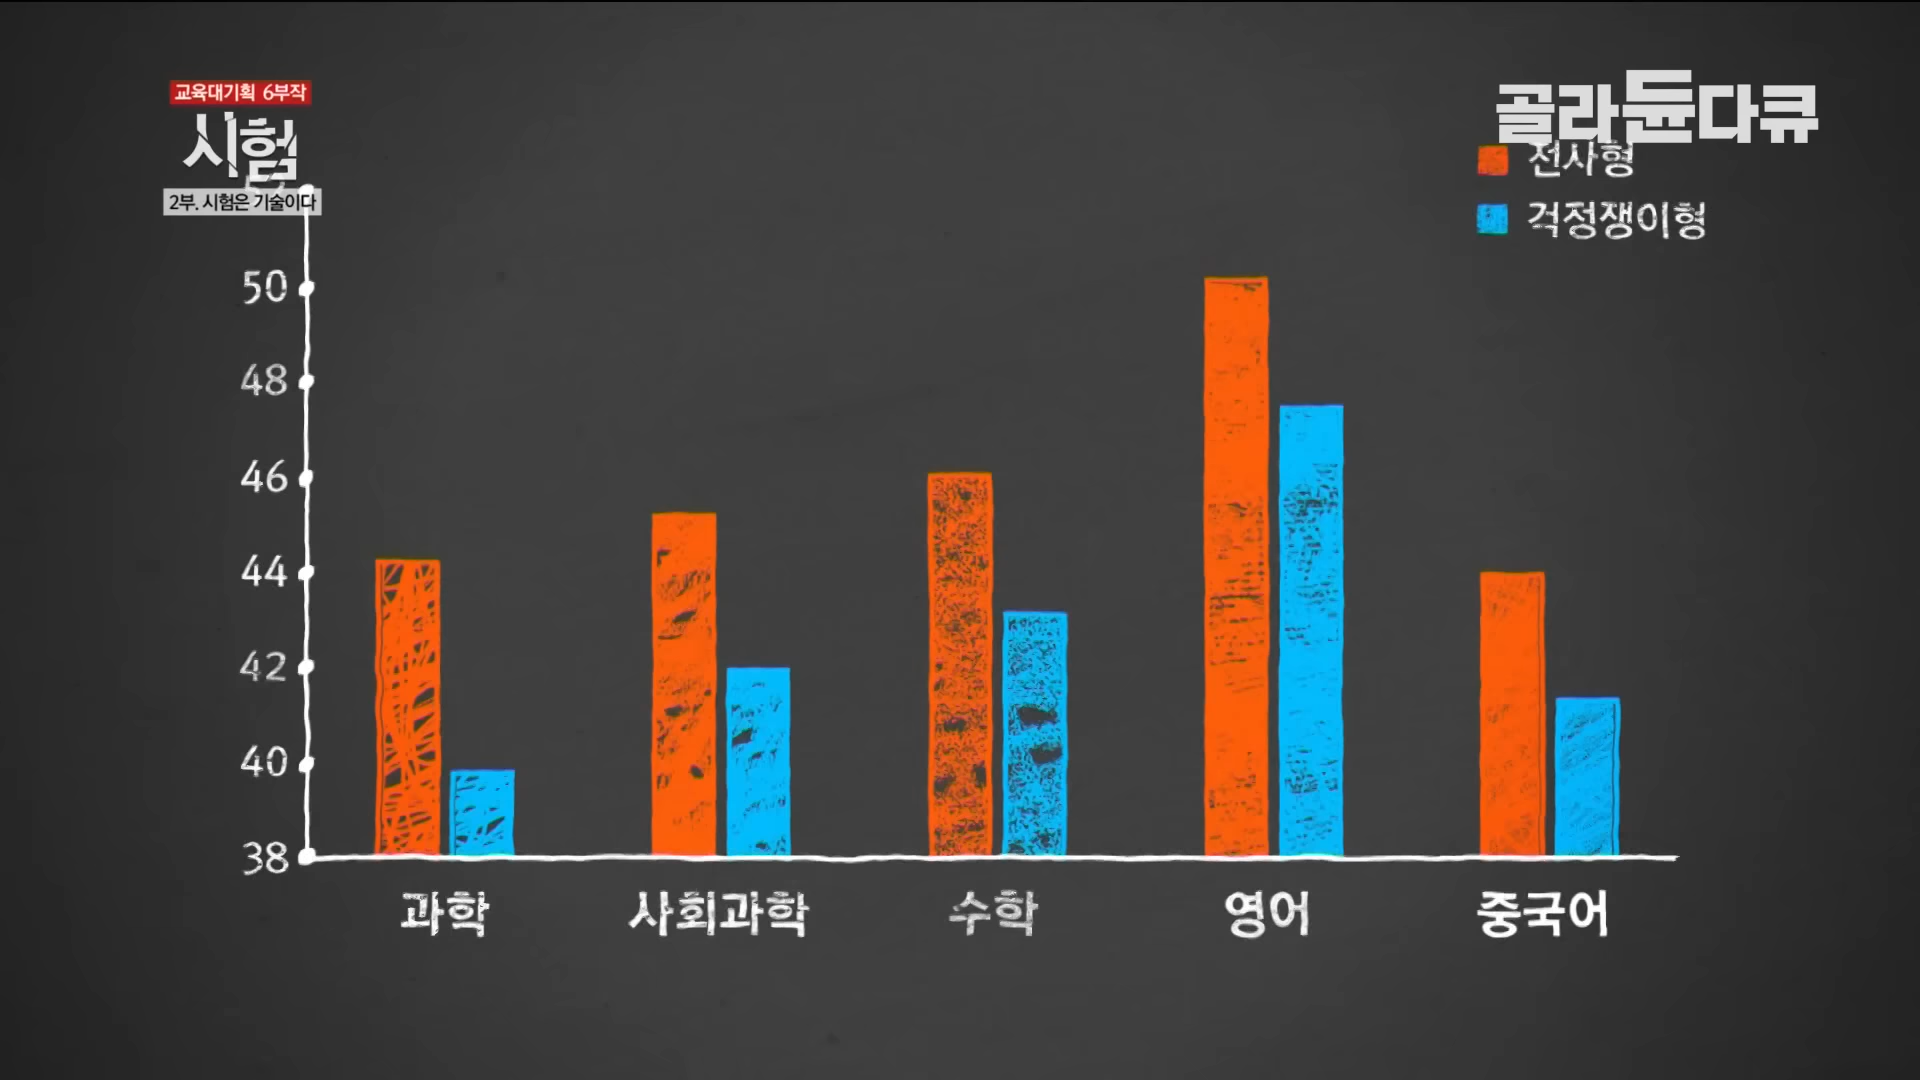 교육대기획 6부작
시험
2부. 시험은 기술이다
골라둔다큐
전사형
걱정쟁이형
50
48
46
44
42
40
38
과학 사회과학 수학 영어 중국어